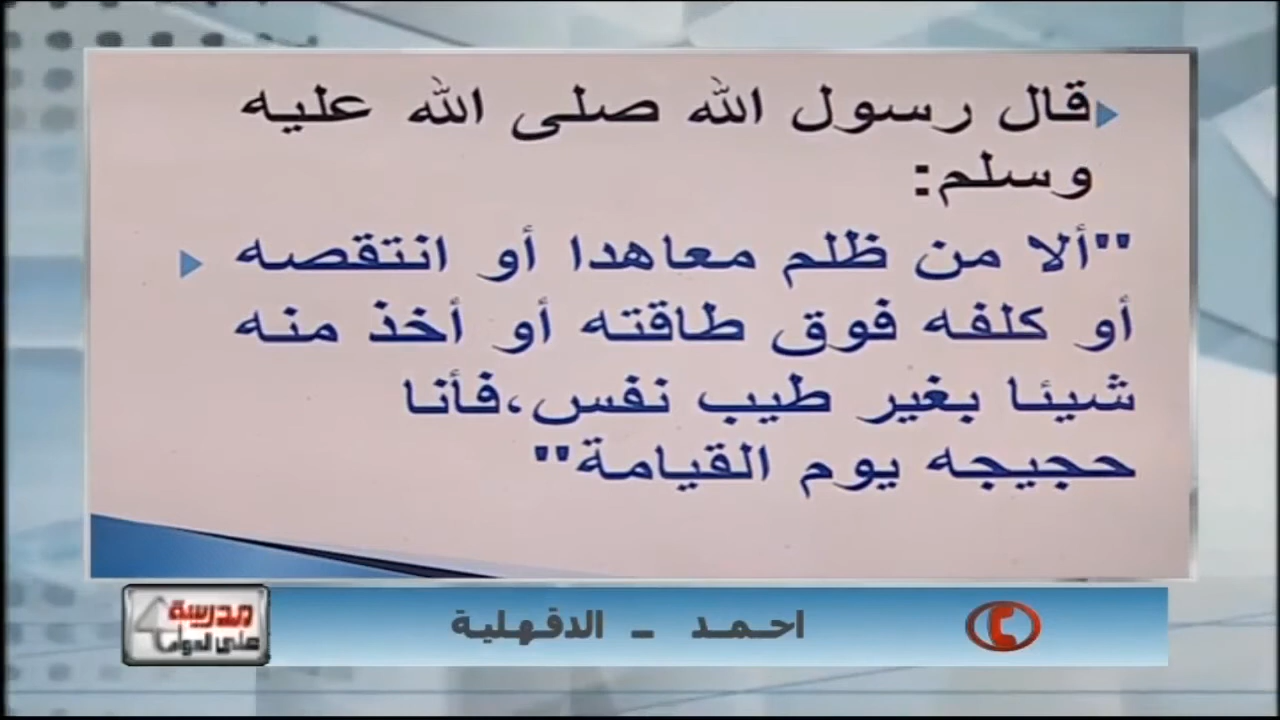 قال رسول الله صلى الله عليه
وسلم:
"ألا من ظلم معاهدا أو انتقصه
أو كلفه فوق طاقته أو أخذ منه
شيئا بغير طيب نفس،فأنا
حجيجه يوم القيامة"
احمد _ الدقهلية
مدرسة
على الهواء